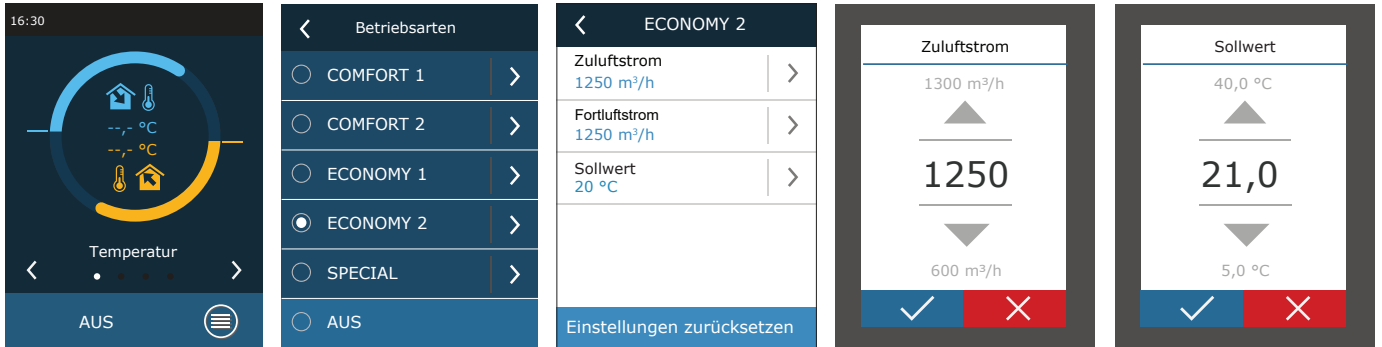 16:30
--,- °C
--,- °C
Temperatur
AUS
Betriebsarten
COMFORT 1
COMFORT 2
ECONOMY 1
ECONOMY 2
SPECIAL
AUS
ECONOMY 2
Zuluftstrom
1250 m³/h
Fortluftstrom
1250 m³/h
Sollwert
20 °C
Einstellungen zurücksetzen
Zuluftstrom
1300 m³/h
1250
600 m³/h
Sollwert
40,0 °C
21,0
5,0 °C